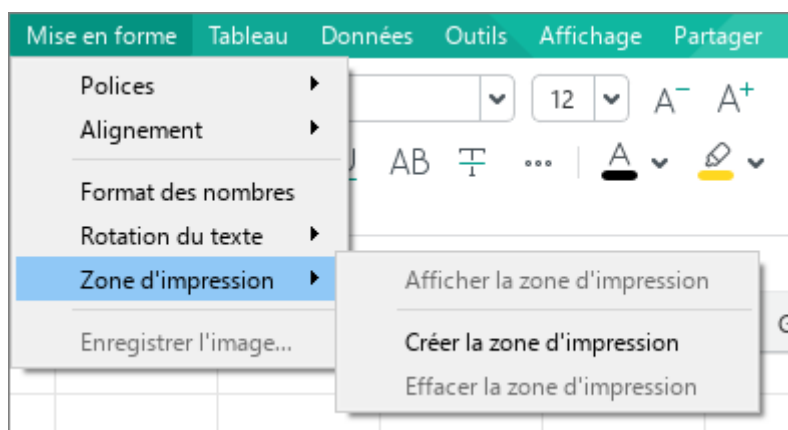 Mise en forme Tableau Données Outils Affichage Partager
Polices
12 A⁻ A⁺
Alignement
AB T ... A
Format des nombres
Rotation du texte
Zone d'impression
Afficher la zone d'impression
Enregistrer l'image...
Créer la zone d'impression
Effacer la zone d'impression